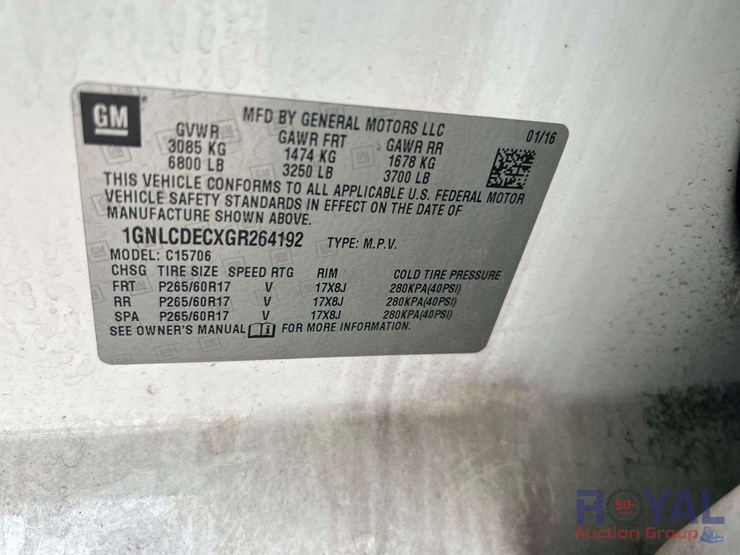 GM
MFD BY GENERAL MOTORS LLC
01/16
GVWR GAWR FRT GAWR RR
3085 KG 1474 KG 1678 KG
6800 LB 3250 LB 3700 LB
THIS VEHICLE CONFORMS TO ALL APPLICABLE U.S. FEDERAL MOTOR
VEHICLE SAFETY STANDARDS IN EFFECT ON THE DATE OF
MANUFACTURE SHOWN ABOVE.
1GNLCDECXGR264192 TYPE: M.P.V.
MODEL: C15706
CHSG TIRE SIZE SPEED RTG RIM COLD TIRE PRESSURE
FRT P265/60R17 V 17X8J 280KPA(40PSI)
RR P265/60R17 V 17X8J 280KPA(40PSI)
SPA P265/60R17 V 17X8J 280KPA(40PSI)
SEE OWNER'S MANUAL FOR MORE INFORMATION.
ROYAL
50
Auction Group